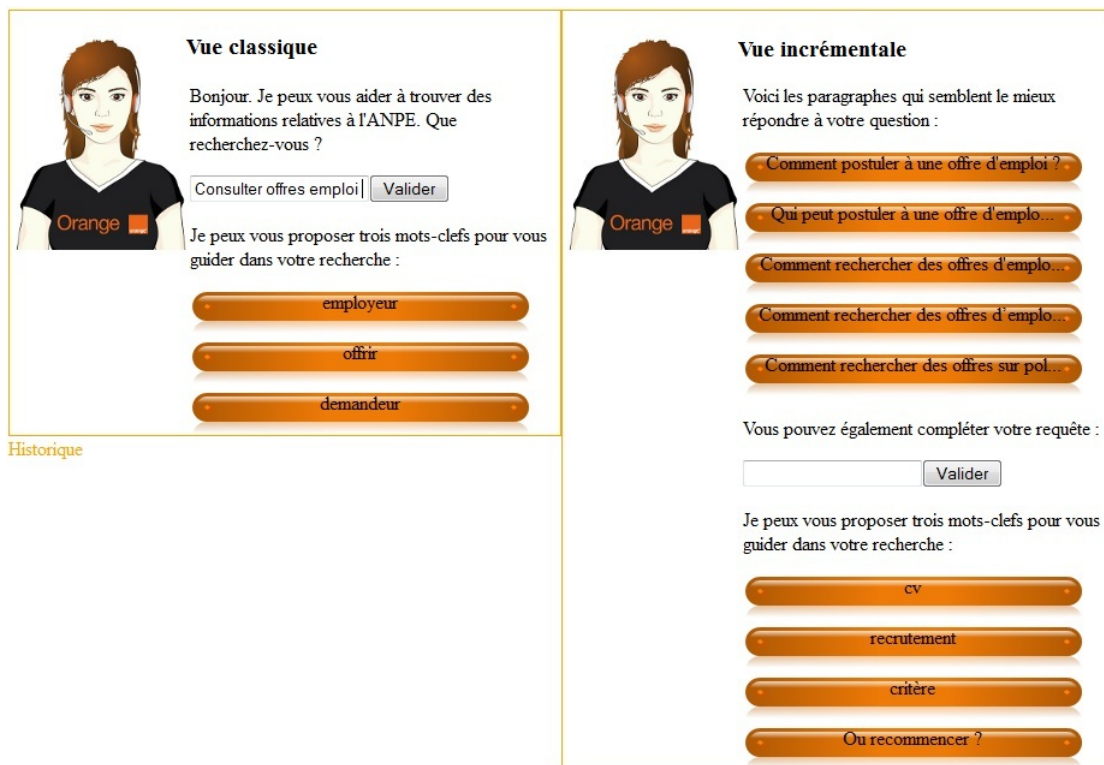 Vue classique
Bonjour. Je peux vous aider à trouver des
informations relatives à l'ANPE. Que
recherchez-vous ?
Consulter offres emploi
Valider
Je peux vous proposer trois mots-clefs pour vous
guider dans votre recherche :
employeur
offrir
demandeur
Orange
Historique
Vue incrémentale
Voici les paragraphes qui semblent le mieux
répondre à votre question :
Comment postuler à une offre d'emploi ?
Qui peut postuler à une offre d'emplo...
Comment rechercher des offres d'emplo...
Comment rechercher des offres d’emplo...
Comment rechercher des offres sur pol...
Orange
Vous pouvez également compléter votre requête :
Valider
Je peux vous proposer trois mots-clefs pour vous
guider dans votre recherche :
cv
recrutement
critère
Ou recommencer ?